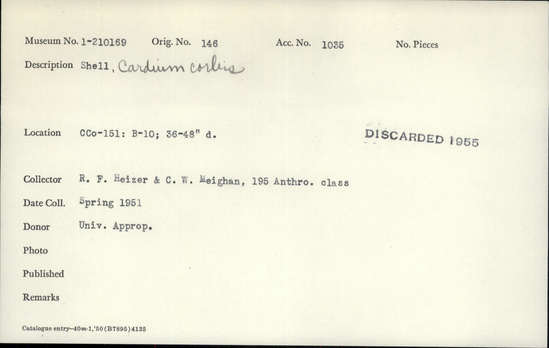 Museum No. 1-210169 Orig. No. 146 Acc. No. 1035 No. Pieces
Description Shell, Cardium corbis
Location CCo-151: B-10; 36-48" d.
DISCARDED 1955
Collector R. F. Heizer & C. W. Meighan, 195 Anthro. class
Date Coll. Spring 1951
Donor Univ. Approp.
Photo
Published
Remarks
Catalogue entry—40m-1,'50 (B7895) 4135